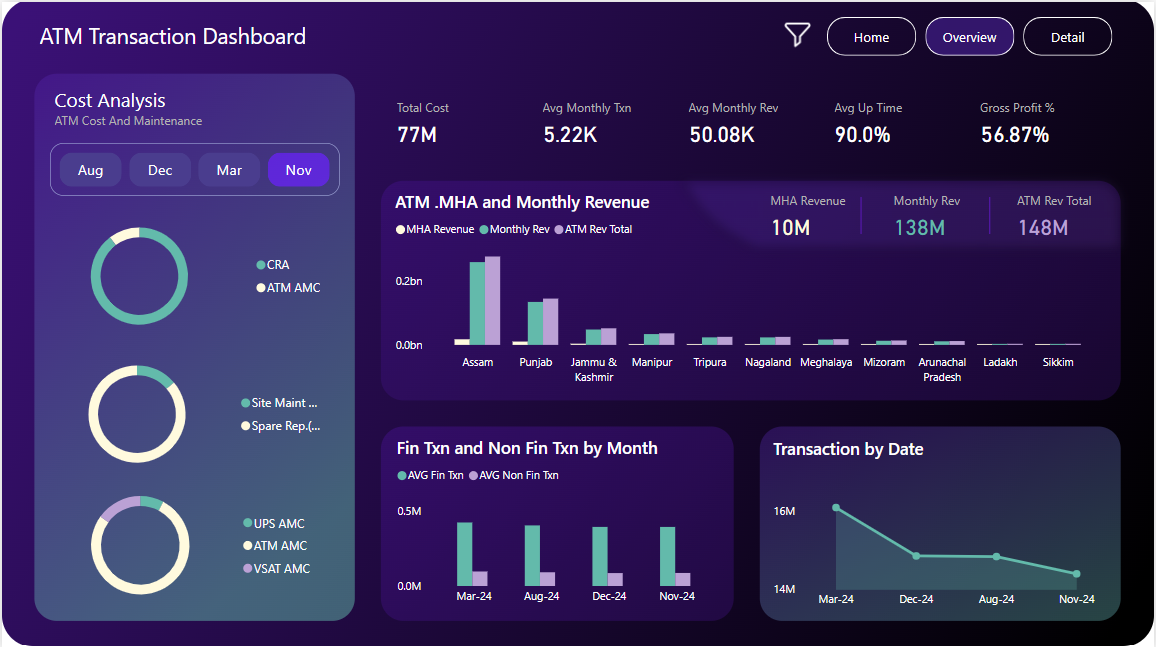 ATM Transaction Dashboard
Home
Overview
Detail
Cost Analysis
ATM Cost And Maintenance
Aug
Dec
Mar
Nov
CRA
ATM AMC
Site Maint ...
Spare Rep.(...
UPS AMC
ATM AMC
VSAT AMC
Total Cost
77M
Avg Monthly Txn
5.22K
Avg Monthly Rev
50.08K
Avg Up Time
90.0%
Gross Profit %
56.87%
ATM .MHA and Monthly Revenue
MHA Revenue Monthly Rev ATM Rev Total
MHA Revenue
10M
Monthly Rev
138M
ATM Rev Total
148M
0.2bn
0.0bn
Assam
Punjab
Jammu &
Kashmir
Manipur
Tripura
Nagaland
Meghalaya
Mizoram
Arunachal
Pradesh
Ladakh
Sikkim
Fin Txn and Non Fin Txn by Month
AVG Fin Txn AVG Non Fin Txn
0.5M
0.0M
Mar-24
Aug-24
Dec-24
Nov-24
Transaction by Date
16M
14M
Mar-24
Dec-24
Aug-24
Nov-24